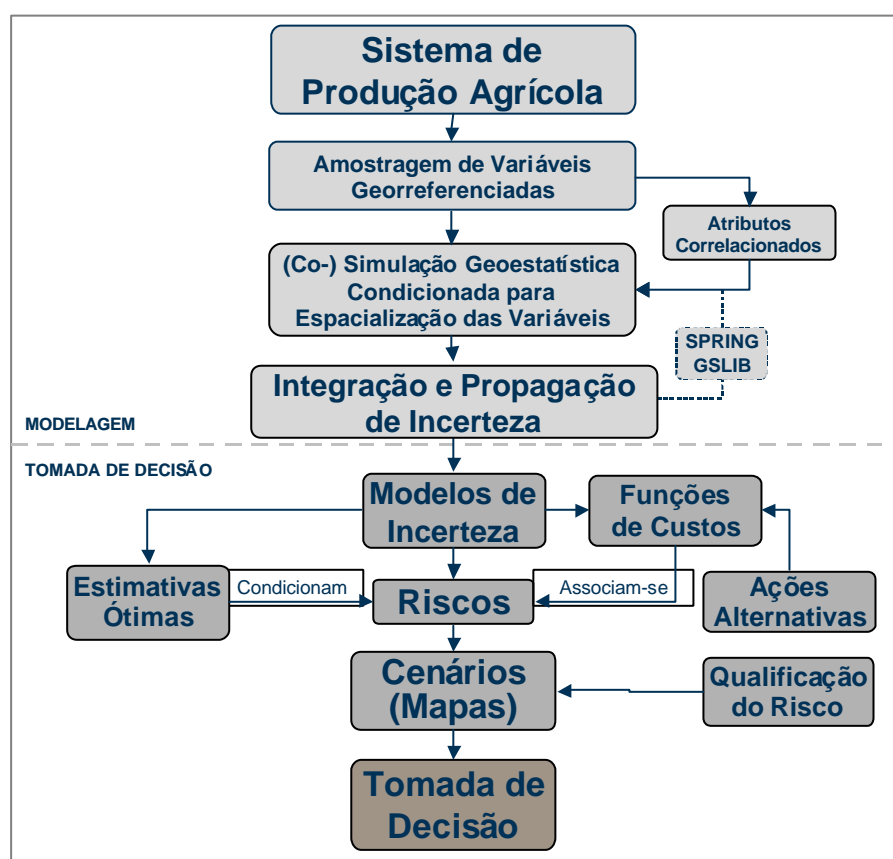 Sistema de
Produção Agrícola
Amostragem de Variáveis
Georreferenciadas
Atributos
Correlacionados
(Co-) Simulação Geoestatística
Condicionada para
Espacialização das Variáveis
SPRING
GSLIB
Integração e Propagação
de Incerteza
MODELAGEM
TOMADA DE DECISÃO
Modelos de
Incerteza
Funções
de Custos
Estimativas
Ótimas
Condicionam
Riscos
Associam-se
Ações
Alternativas
Cenários
(Mapas)
Qualificação
do Risco
Tomada de
Decisão